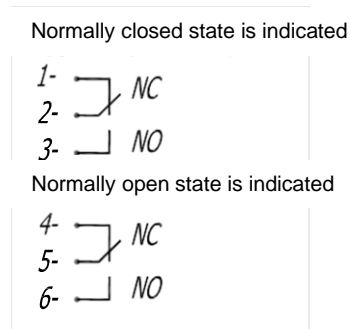 Normally closed state is indicated
1- NC
2-
3- NO
Normally open state is indicated
4- NC
5-
6- NO